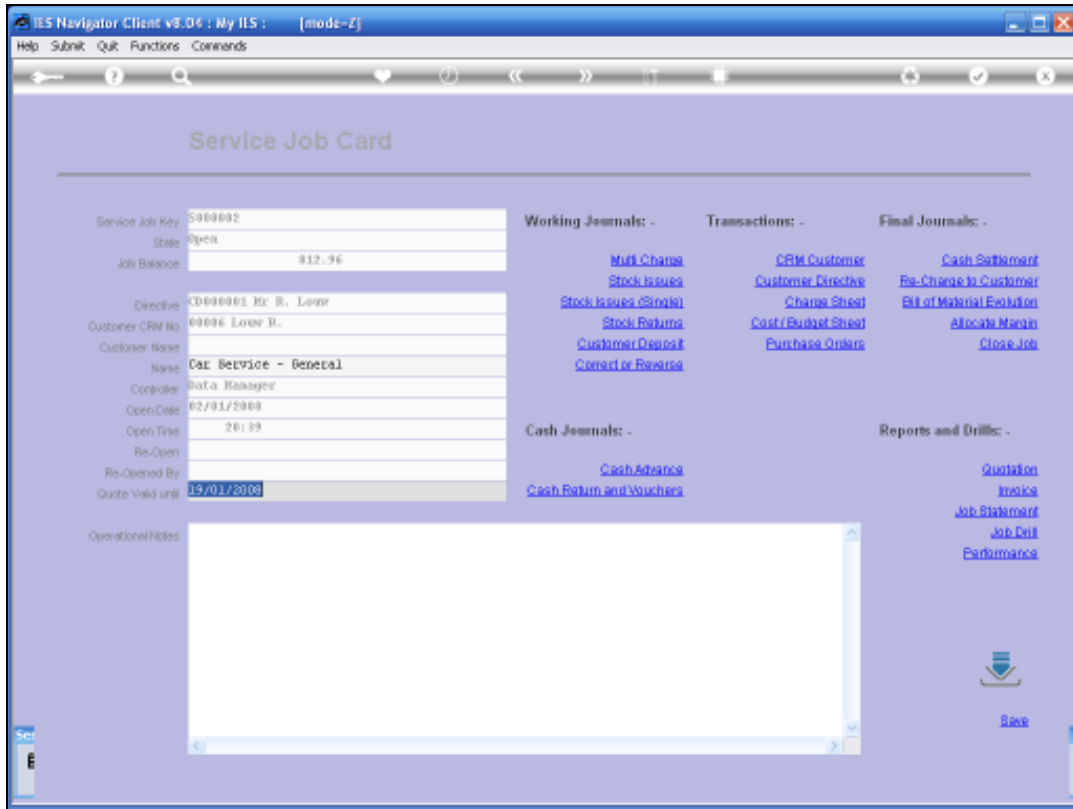 IES Navigator Client v8.04 : My IES : [mode=Z]
Help Submit Quit Functions Commands
Service Job Card
Service Job Key S000002
State Open
Job Balance 812.96
Directive CD000001 Mr R. Louw
Customer CRM No 00006 Louw R.
Customer Name
Name Car Service - General
Controller Data Manager
Open Date 02/01/2008
Open Time 20:39
Re-Open
Re-Opened By
Quote Valid until 19/01/2008
Operational Notes
Working Journals: -
Multi Charge
Stock Issues
Stock Issues (Single)
Stock Returns
Customer Deposit
Correct or Reverse
Transactions: -
CRM Customer
Customer Directive
Charge Sheet
Cost / Budget Sheet
Purchase Orders
Final Journals: -
Cash Settlement
Re-Charge to Customer
Bill of Material Evolution
Allocate Margin
Close Job
Cash Journals: -
Cash Advance
Cash Return and Vouchers
Reports and Drills: -
Quotation
Invoice
Job Statement
Job Drill
Performance
Save